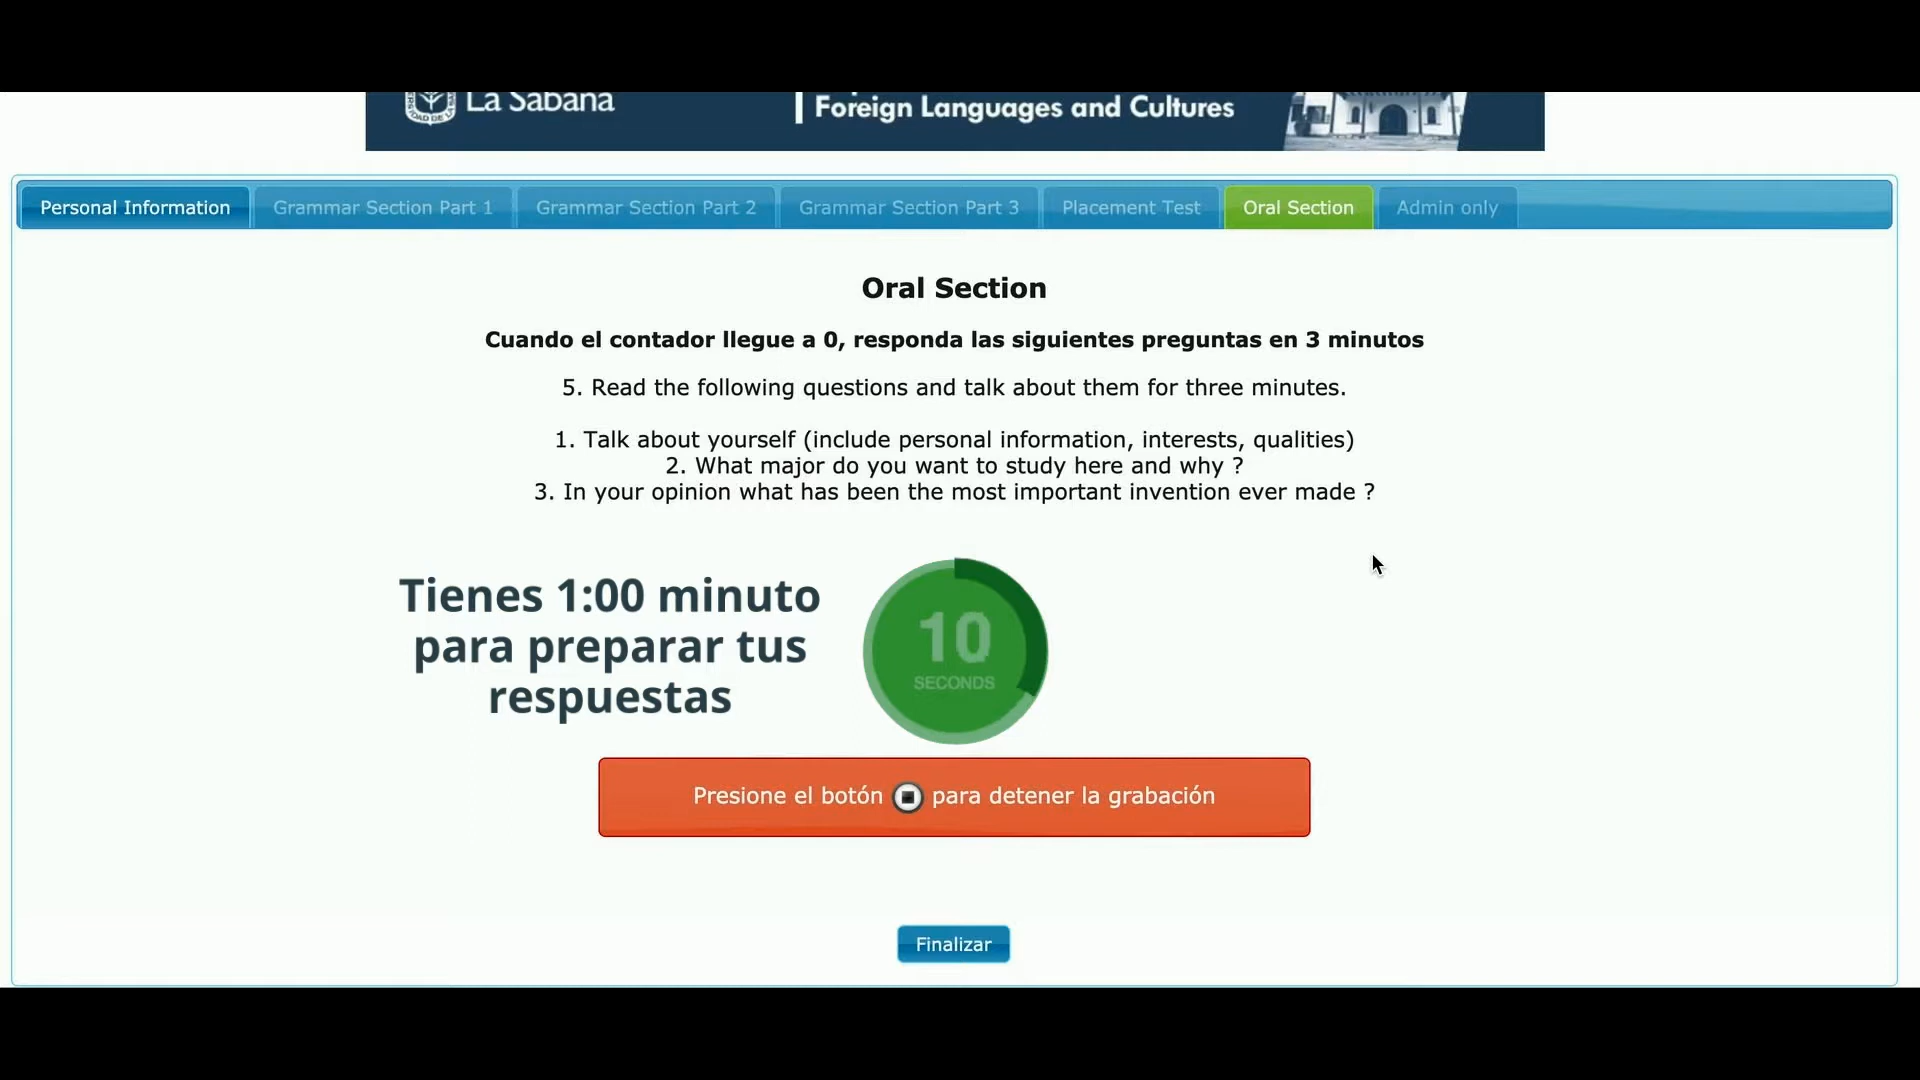 La Sabana
Foreign Languages and Cultures
Personal Information
Grammar Section Part 1
Grammar Section Part 2
Grammar Section Part 3
Placement Test
Oral Section
Admin only
Oral Section
Cuando el contador llegue a 0, responda las siguientes preguntas en 3 minutos
5. Read the following questions and talk about them for three minutes.
1. Talk about yourself (include personal information, interests, qualities)
2. What major do you want to study here and why ?
3. In your opinion what has been the most important invention ever made ?
Tienes 1:00 minuto
para preparar tus
respuestas
10
SECONDS
Presione el botón para detener la grabación
Finalizar